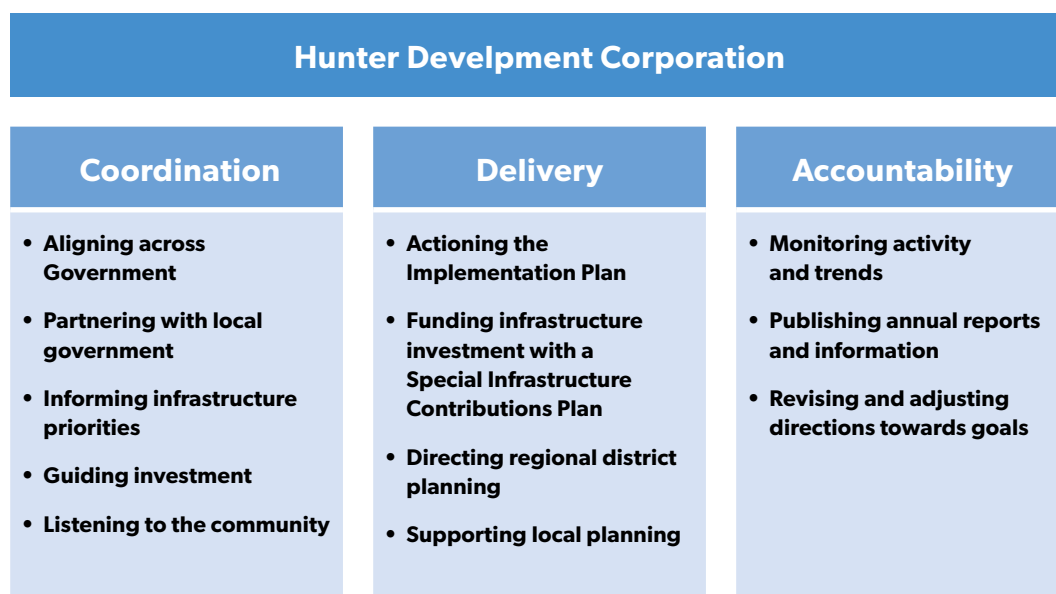 Hunter Develpment Corporation
Coordination
• Aligning across
Government
• Partnering with local
government
• Informing infrastructure
priorities
• Guiding investment
• Listening to the community
Delivery
• Actioning the
Implementation Plan
• Funding infrastructure
investment with a
Special Infrastructure
Contributions Plan
• Directing regional district
planning
• Supporting local planning
Accountability
• Monitoring activity
and trends
• Publishing annual reports
and information
• Revising and adjusting
directions towards goals